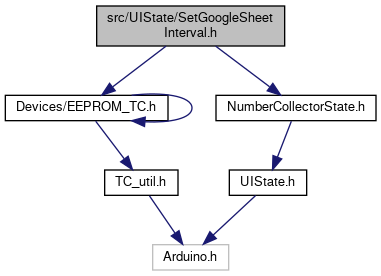 src/UIState/SetGoogleSheet
Interval.h
Devices/EEPROM_TC.h
NumberCollectorState.h
TC_util.h
UIState.h
Arduino.h